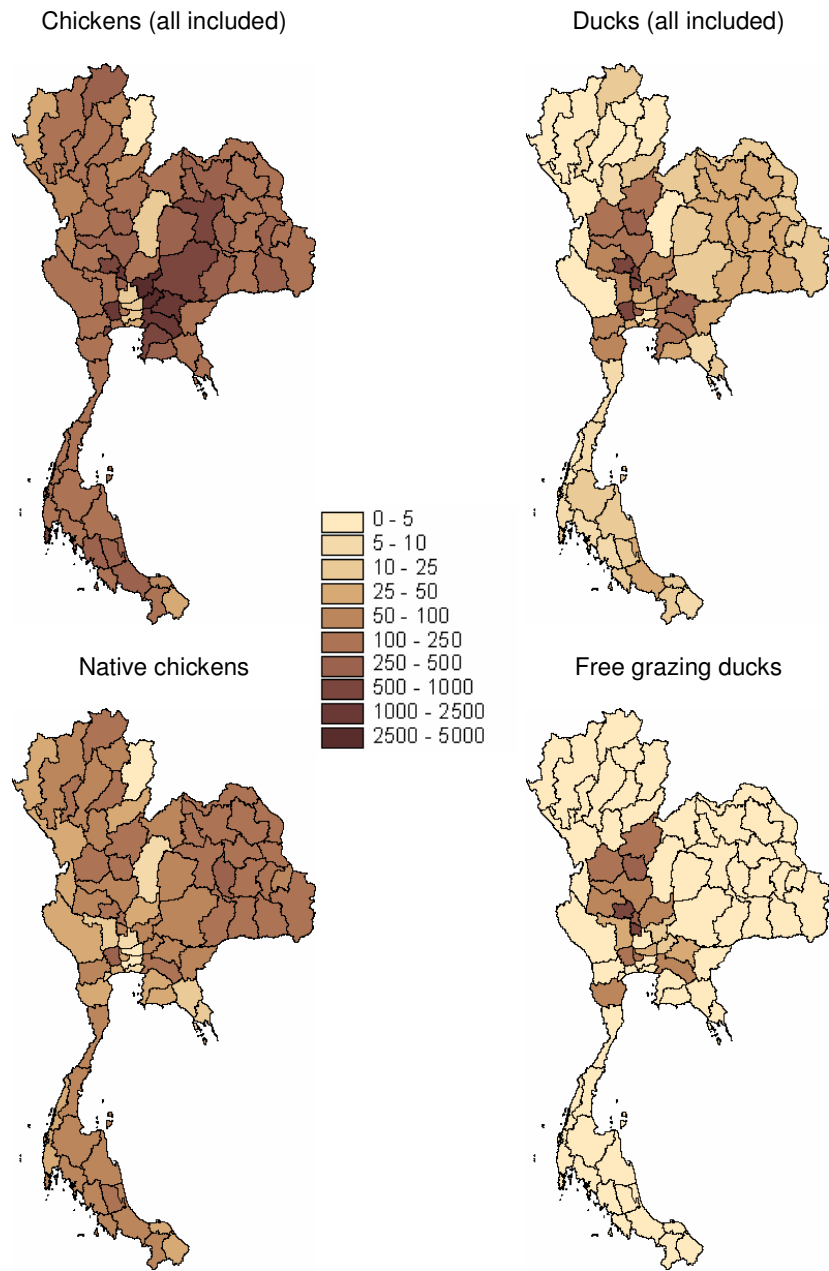 Chickens (all included)
Ducks (all included)
0 - 5
5 - 10
10 - 25
25 - 50
50 - 100
100 - 250
250 - 500
500 - 1000
1000 - 2500
2500 - 5000
Native chickens
Free grazing ducks